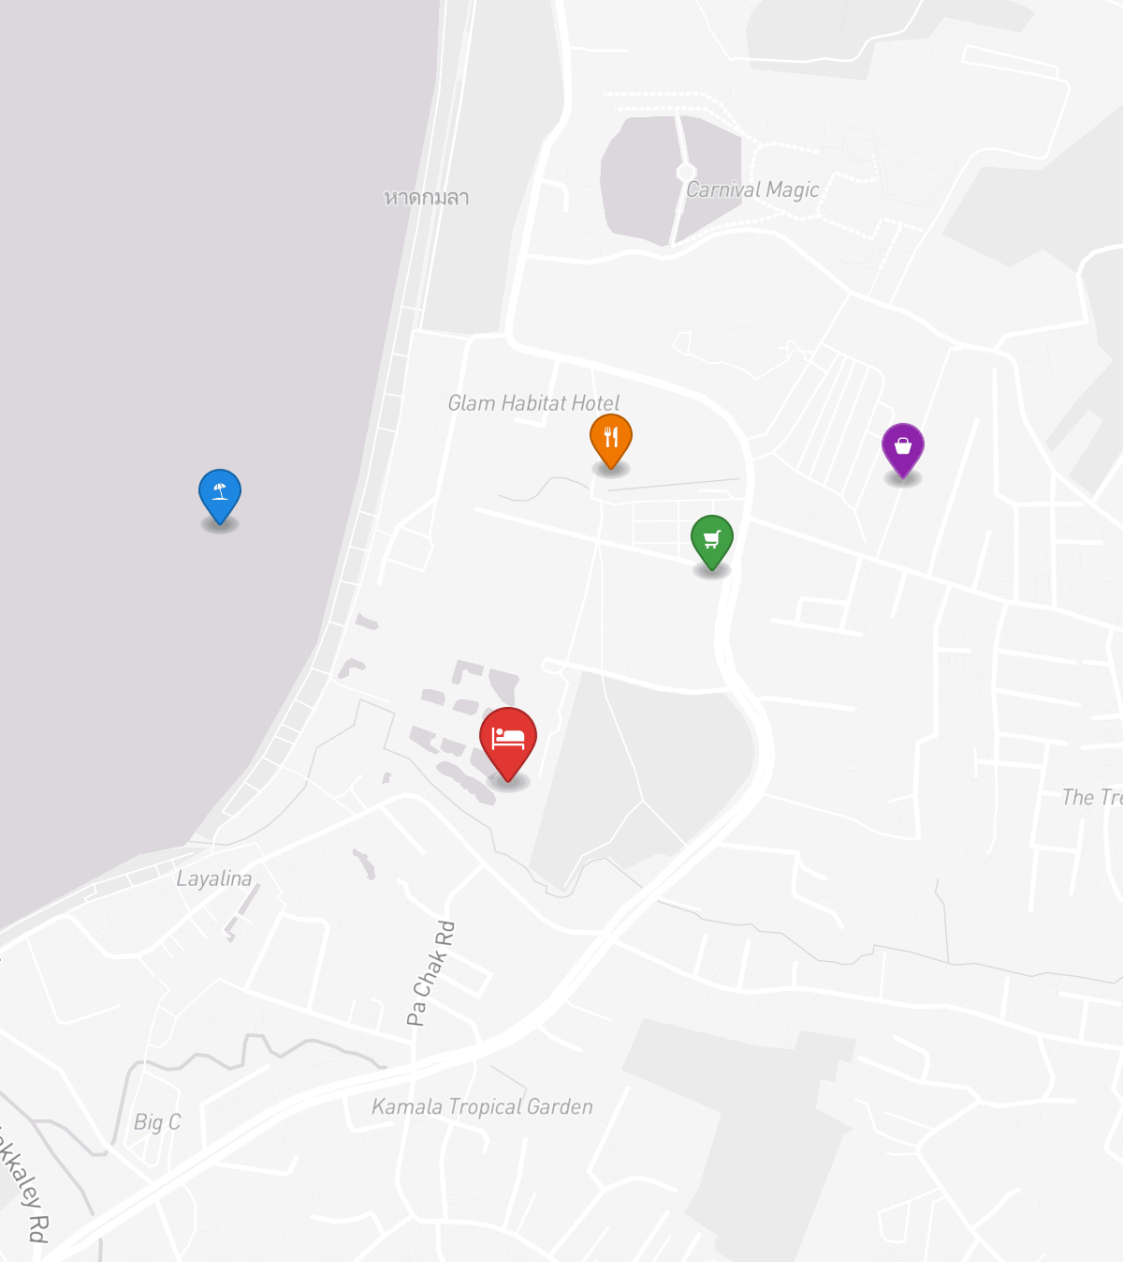 Carnival Magic
หาดกมลา
Glam Habitat Hotel
The Tre
Layalina
Pa Chak Rd
Kamala Tropical Garden
Big C
akkaley Rd